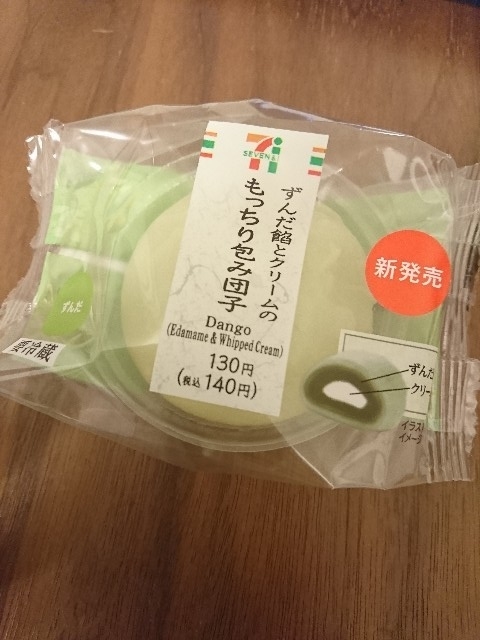 SEVEN&i
ずんだ餡とクリームの
もっちり包み団子
Dango
(Edamame & Whipped Cream)
130円
(税込 140円)
新発売
ずんだ
要冷蔵
ずんだ
クリー
イラス
イメージ